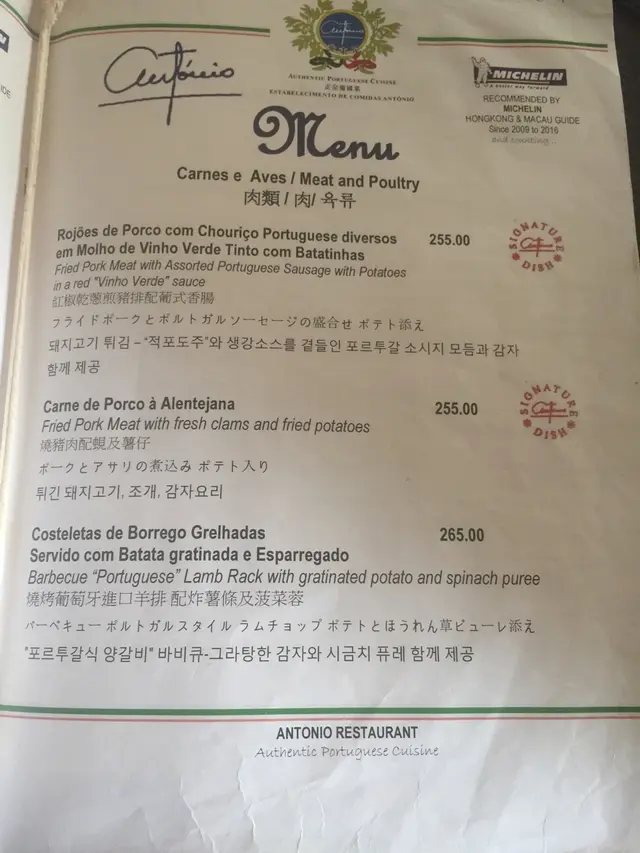 António
António
AUTHENTIC PORTUGUESE CUISINE
正宗葡國菜
ESTABELECIMENTO DE COMIDAS ANTÓNIO
MICHELIN
a better way forward
RECOMMENDED BY
MICHELIN
HONGKONG & MACAU GUIDE
Since 2009 to 2016
and counting...
Menu
Carnes e Aves / Meat and Poultry
肉類 / 肉/ 육류
Rojões de Porco com Chouriço Portuguese diversos
em Molho de Vinho Verde Tinto com Batatinhas
255.00
SIGNATURE DISH
Fried Pork Meat with Assorted Portuguese Sausage with Potatoes
in a red "Vinho Verde" sauce
紅椒乾蔥煎豬排配葡式香腸
フライドポークとポルトガルソーセージの盛合せ ポテト添え
돼지고기 튀김 – “적포도주”와 생강소스를 곁들인 포르투갈 소시지 모듬과 감자
함께 제공
Carne de Porco à Alentejana
255.00
SIGNATURE DISH
Fried Pork Meat with fresh clams and fried potatoes
燒豬肉配蜆及薯仔
ポークとアサリの煮込み ポテト入り
튀긴 돼지고기, 조개, 감자요리
Costeletas de Borrego Grelhadas
265.00
Servido com Batata gratinada e Esparregado
Barbecue “Portuguese” Lamb Rack with gratinated potato and spinach puree
燒烤葡萄牙進口羊排 配炸薯條及菠菜蓉
バーベキュー ポルトガルスタイル ラムチョップ ポテトとほうれん草ピューレ添え
"포르투갈식 양갈비" 바비큐-그라탕한 감자와 시금치 퓨레 함께 제공
ANTONIO RESTAURANT
Authentic Portuguese Cuisine